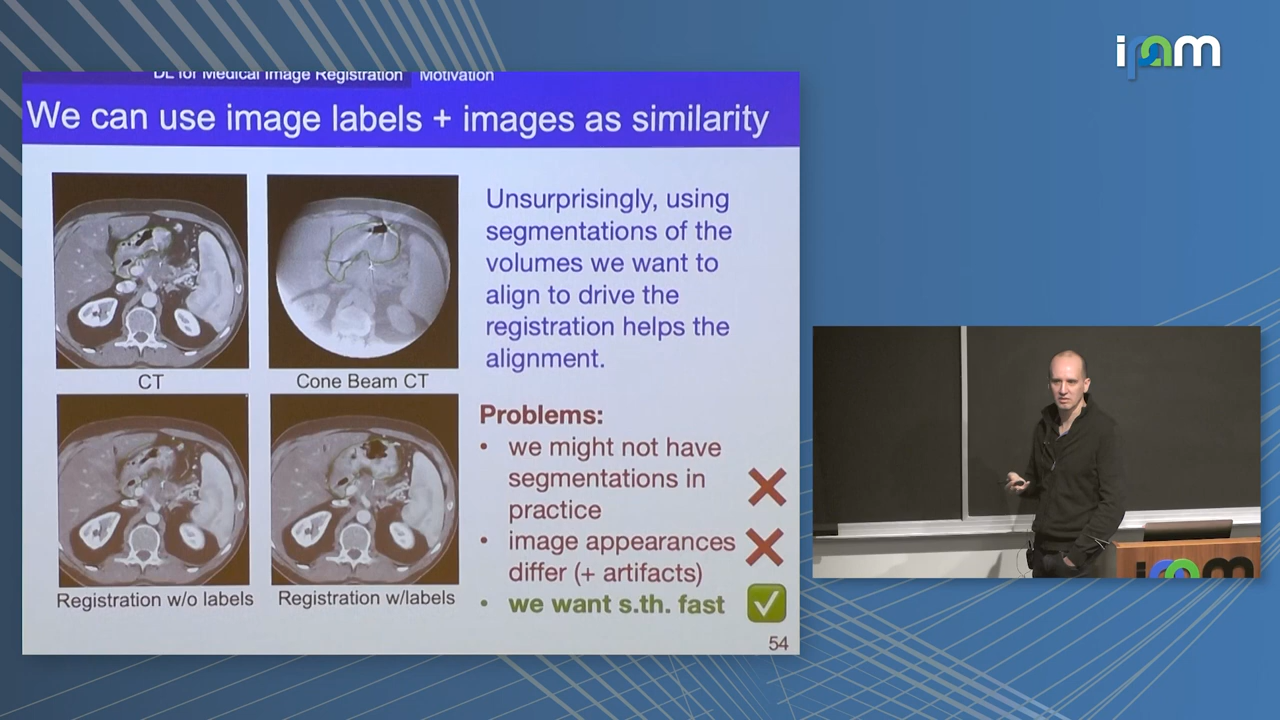 ipam
DL for Medical Image Registration Motivation
We can use image labels + images as similarity
CT
Cone Beam CT
Registration w/o labels
Registration w/labels
Unsurprisingly, using
segmentations of the
volumes we want to
align to drive the
registration helps the
alignment.
Problems:
• we might not have
segmentations in
practice
• image appearances
differ (+ artifacts)
• we want s.th. fast
54
ipam